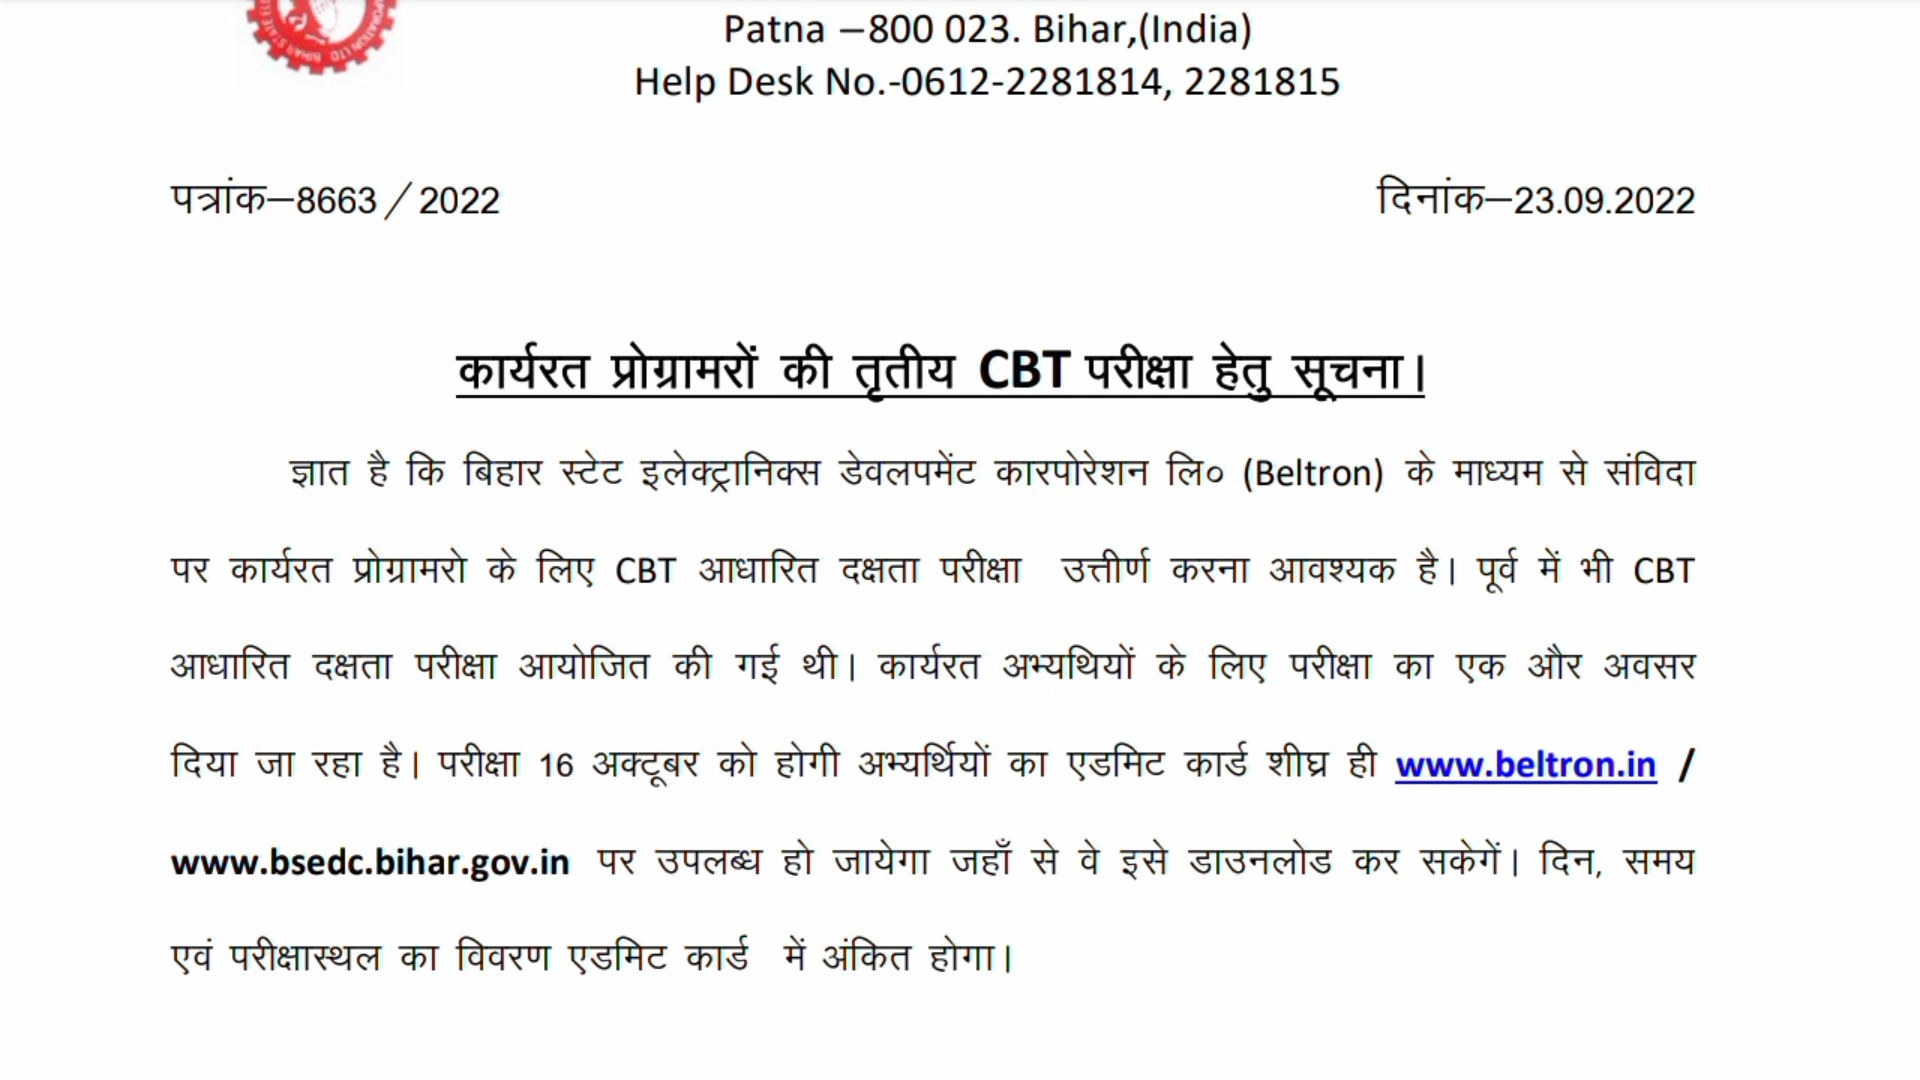 Patna –800 023. Bihar,(India)
Help Desk No.-0612-2281814, 2281815
पत्रांक–8663 / 2022 दिनांक–23.09.2022
कार्यरत प्रोग्रामरों की तृतीय CBT परीक्षा हेतु सूचना।
ज्ञात है कि बिहार स्टेट इलेक्ट्रानिक्स डेवलपमेंट कारपोरेशन लि० (Beltron) के माध्यम से संविदा
पर कार्यरत प्रोग्रामरो के लिए CBT आधारित दक्षता परीक्षा उत्तीर्ण करना आवश्यक है। पूर्व में भी CBT
आधारित दक्षता परीक्षा आयोजित की गई थी। कार्यरत अभ्यथियों के लिए परीक्षा का एक और अवसर
दिया जा रहा है। परीक्षा 16 अक्टूबर को होगी अभ्यर्थियों का एडमिट कार्ड शीघ्र ही www.beltron.in /
www.bsedc.bihar.gov.in पर उपलब्ध हो जायेगा जहाँ से वे इसे डाउनलोड कर सकेगें। दिन, समय
एवं परीक्षास्थल का विवरण एडमिट कार्ड में अंकित होगा।